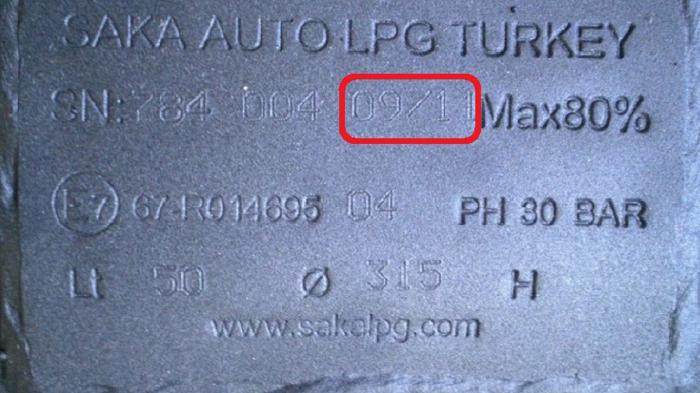 SAKA AUTO LPG TURKEY
SN: 784 004 09/11 Max80%
E7 67-R014695 04 PH 30 BAR
Lt 50 Ø 315 H
www.sakalpg.com